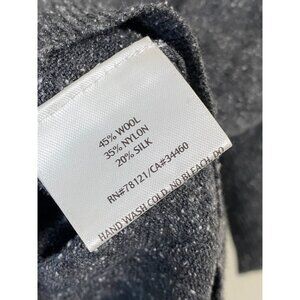 45% WOOL
35% NYLON
20% SILK
RN#78121/CA#34460
HAND WASH COLD. NO BLEACH. DO